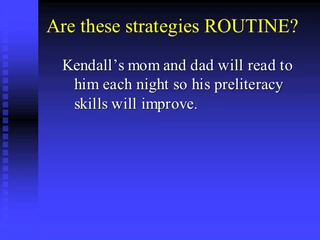 Are these strategies ROUTINE?
Kendall’s mom and dad will read to
him each night so his preliteracy
skills will improve.